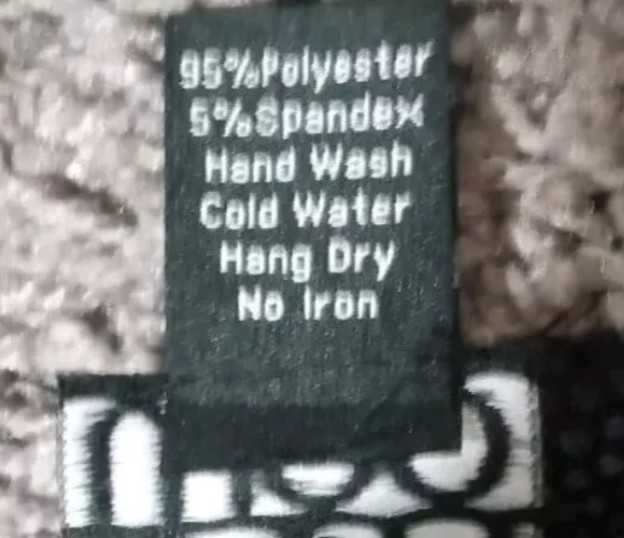 95%Polyester
5%Spandex
Hand Wash
Cold Water
Hang Dry
No Iron